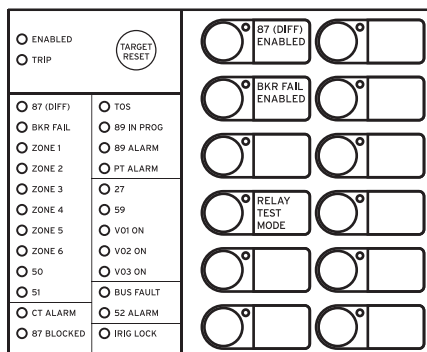 ENABLED
TRIP
TARGET
RESET
87 (DIFF)
BKR FAIL
ZONE 1
ZONE 2
ZONE 3
ZONE 4
ZONE 5
ZONE 6
50
51
CT ALARM
87 BLOCKED
TOS
89 IN PROG
89 ALARM
PT ALARM
27
59
V01 ON
V02 ON
V03 ON
BUS FAULT
52 ALARM
IRIG LOCK
87 (DIFF)
ENABLED
BKR FAIL
ENABLED
RELAY
TEST
MODE